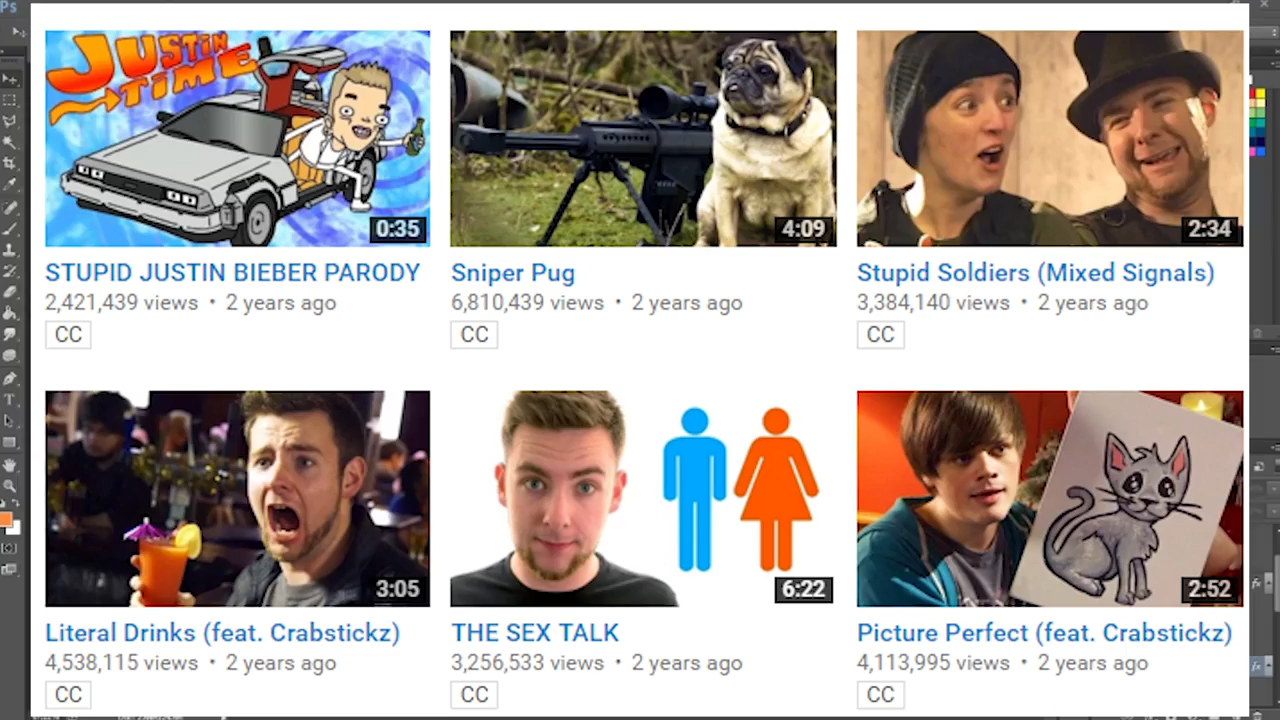 Ps
JUSTIN
TIME
0:35
4:09
2:34
STUPID JUSTIN BIEBER PARODY
Sniper Pug
Stupid Soldiers (Mixed Signals)
2,421,439 views • 2 years ago
6,810,439 views • 2 years ago
3,384,140 views • 2 years ago
CC
CC
CC
3:05
6:22
2:52
Literal Drinks (feat. Crabstickz)
THE SEX TALK
Picture Perfect (feat. Crabstickz)
4,538,115 views • 2 years ago
3,256,533 views • 2 years ago
4,113,995 views • 2 years ago
CC
CC
CC